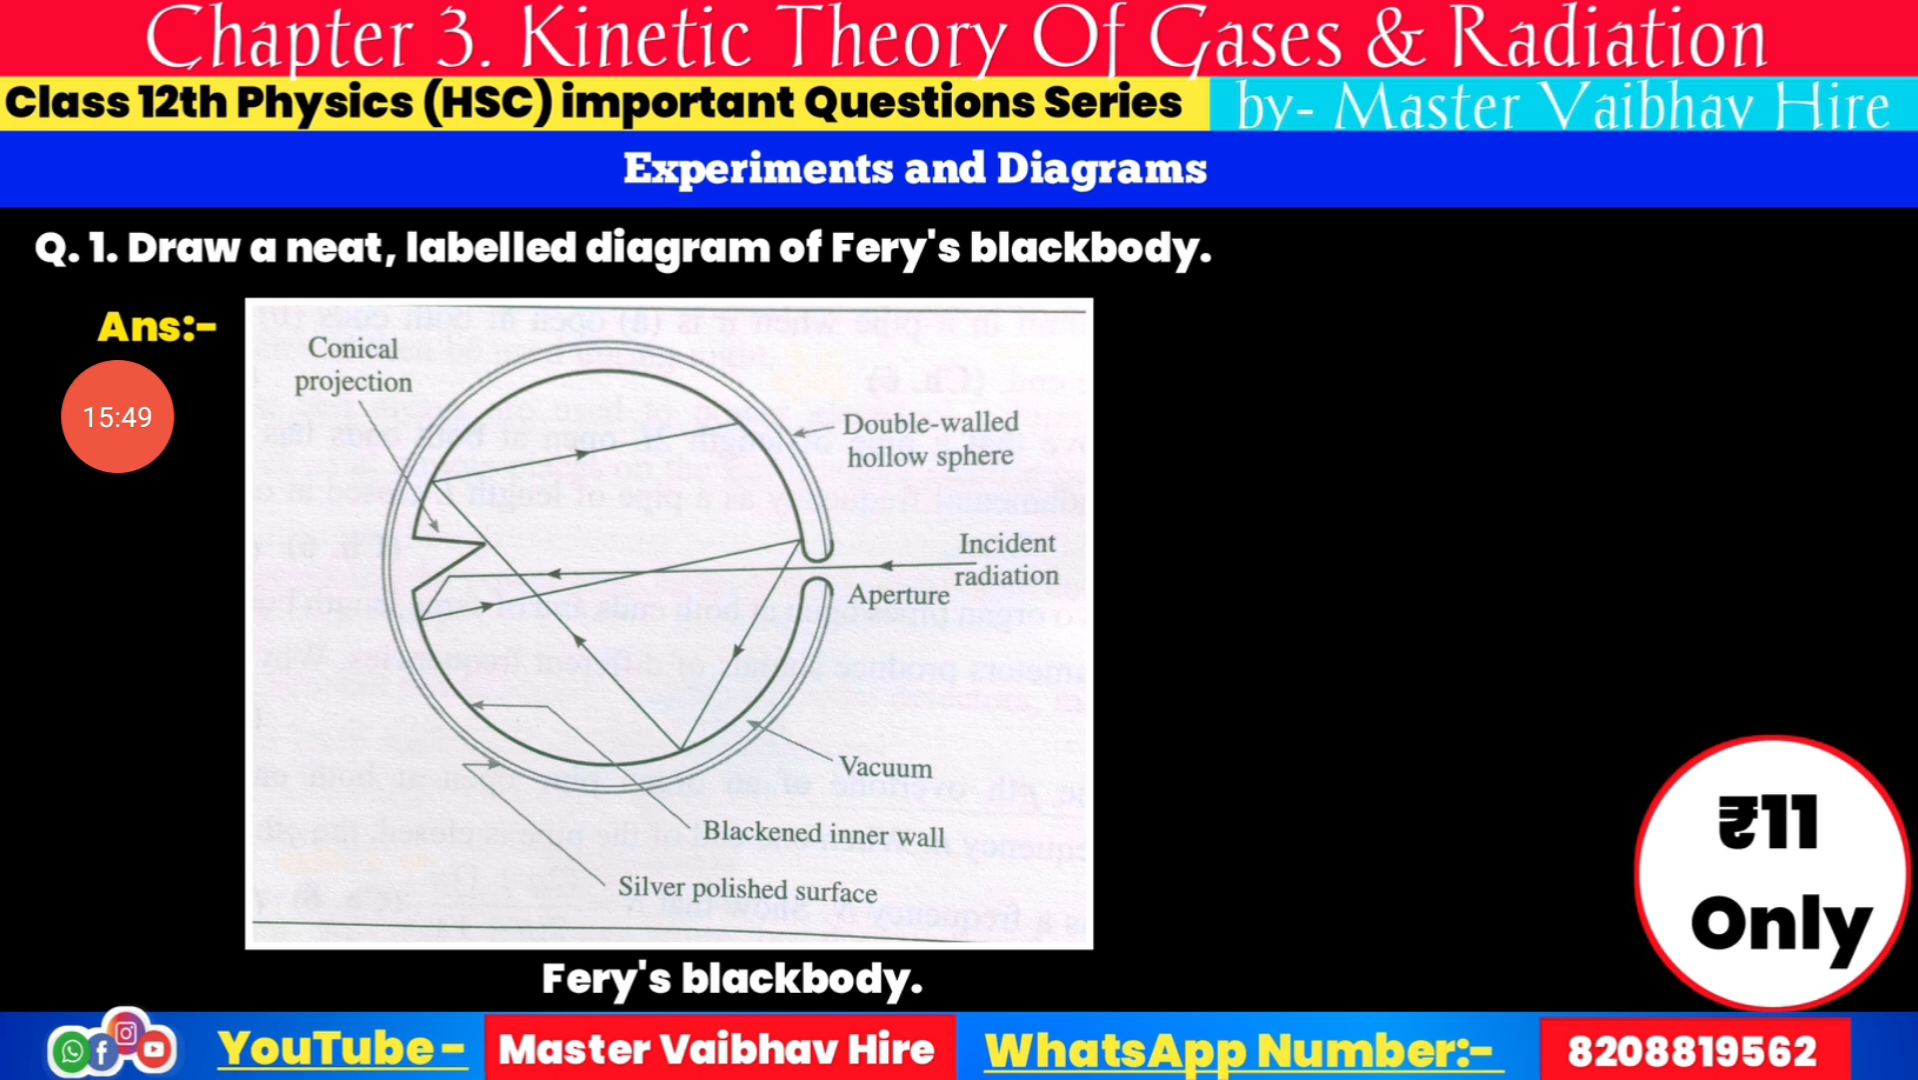 Chapter 3. Kinetic Theory Of Gases & Radiation
Class 12th Physics (HSC) important Questions Series
by- Master Vaibhav Hire
Experiments and Diagrams
Q. 1. Draw a neat, labelled diagram of Fery's blackbody.
Ans:-
15:49
Conical
projection
Double-walled
hollow sphere
Incident
radiation
Aperture
Vacuum
Blackened inner wall
Silver polished surface
Fery's blackbody.
₹11
Only
YouTube-
Master Vaibhav Hire
WhatsApp Number:-
8208819562